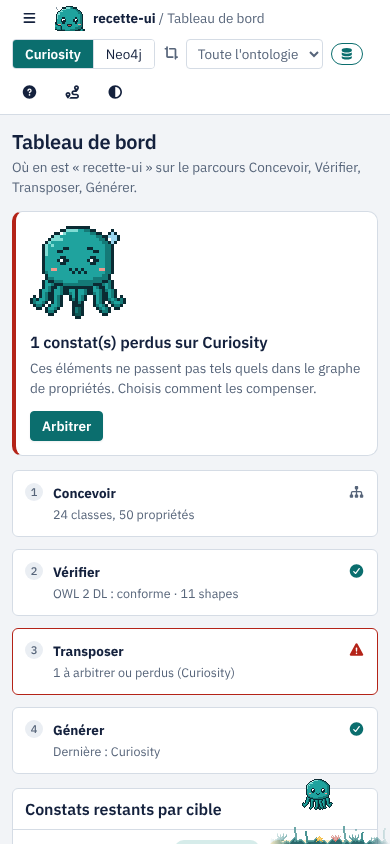 recette-ui / Tableau de bord
Curiosity Neo4j Toute l'ontologie
Tableau de bord
Où en est « recette-ui » sur le parcours Concevoir, Vérifier,
Transposer, Générer.
1 constat(s) perdus sur Curiosity
Ces éléments ne passent pas tels quels dans le graphe
de propriétés. Choisis comment les compenser.
Arbitrer
1 Concevoir
24 classes, 50 propriétés
2 Vérifier
OWL 2 DL : conforme · 11 shapes
3 Transposer
1 à arbitrer ou perdus (Curiosity)
4 Générer
Dernière : Curiosity
Constats restants par cible